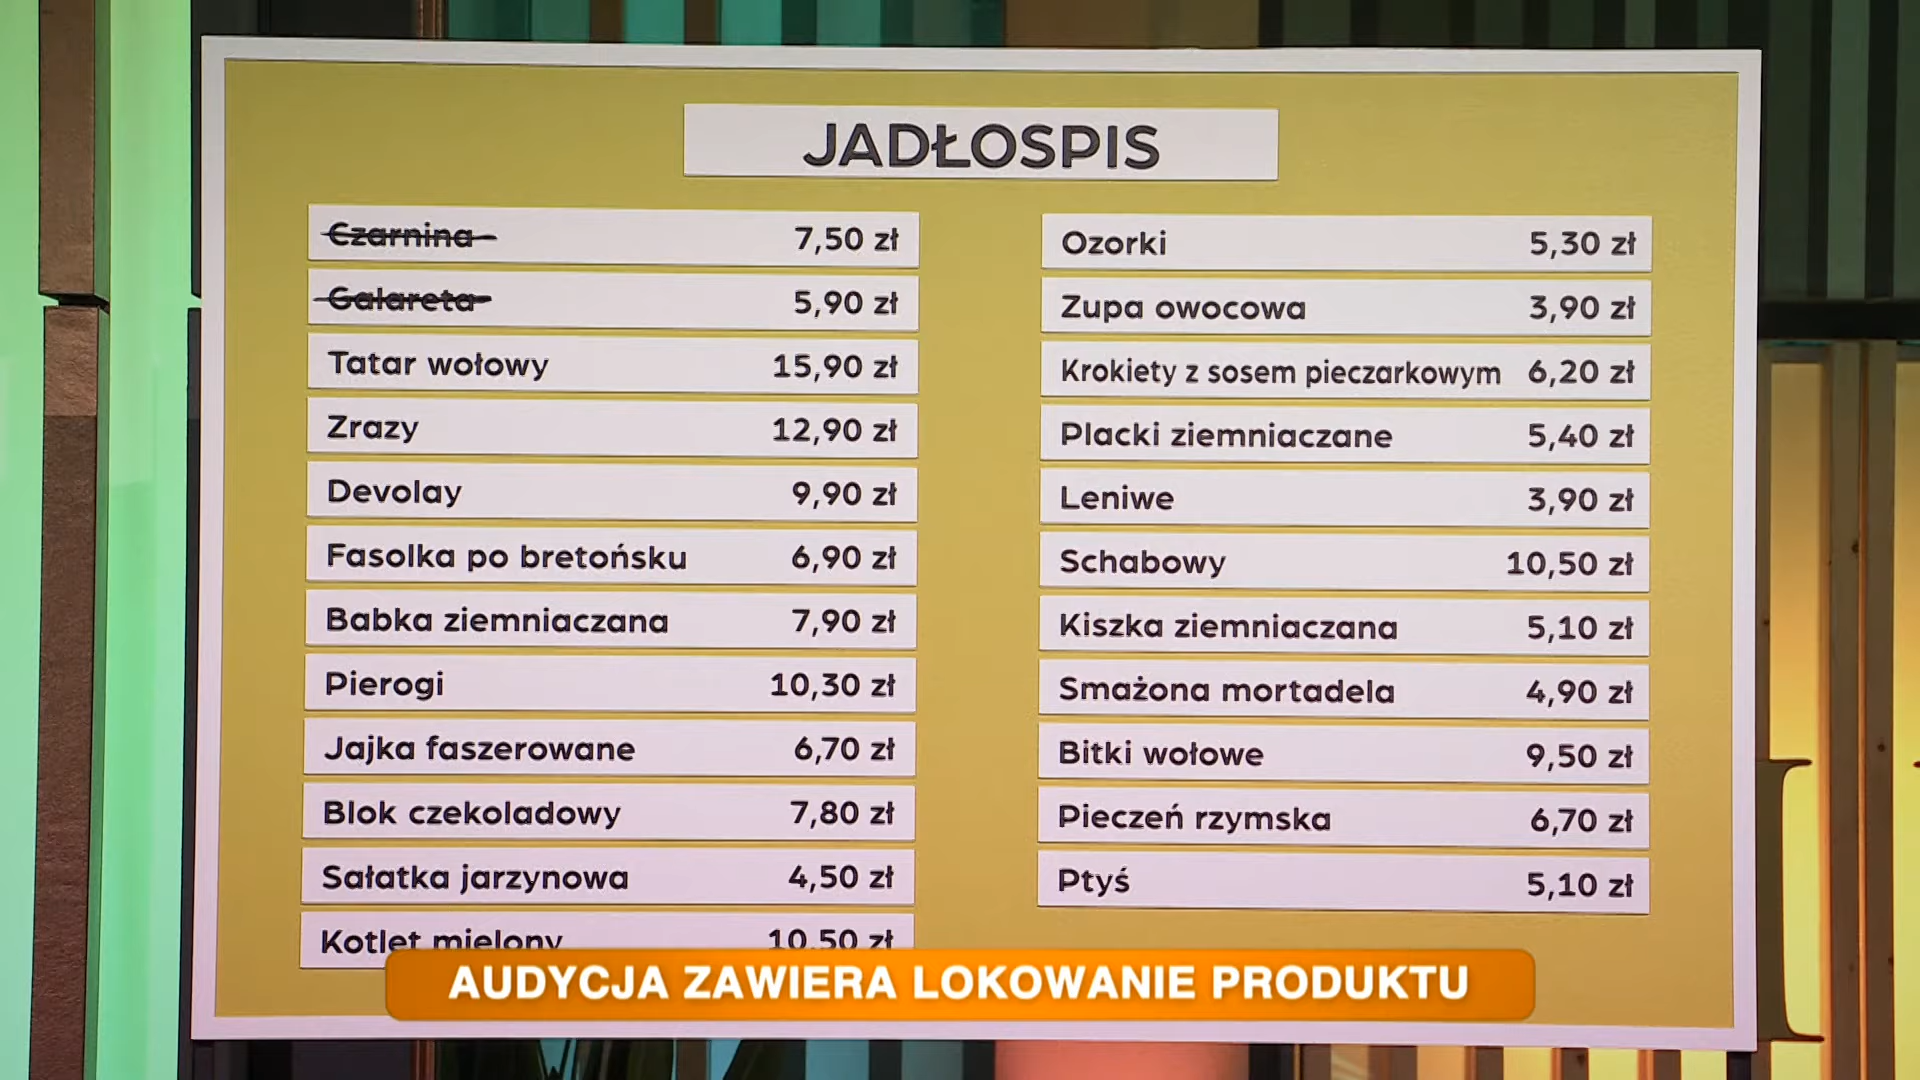 JADŁOSPIS
Czarnina 7,50 zł
Galareta 5,90 zł
Tatar wołowy 15,90 zł
Zrazy 12,90 zł
Devolay 9,90 zł
Fasolka po bretońsku 6,90 zł
Babka ziemniaczana 7,90 zł
Pierogi 10,30 zł
Jajka faszerowane 6,70 zł
Blok czekoladowy 7,80 zł
Sałatka jarzynowa 4,50 zł
Kotlet mielony 10,50 zł
Ozorki 5,30 zł
Zupa owocowa 3,90 zł
Krokiety z sosem pieczarkowym 6,20 zł
Placki ziemniaczane 5,40 zł
Leniwe 3,90 zł
Schabowy 10,50 zł
Kiszka ziemniaczana 5,10 zł
Smażona mortadela 4,90 zł
Bitki wołowe 9,50 zł
Pieczeń rzymska 6,70 zł
Ptyś 5,10 zł
AUDYCJA ZAWIERA LOKOWANIE PRODUKTU